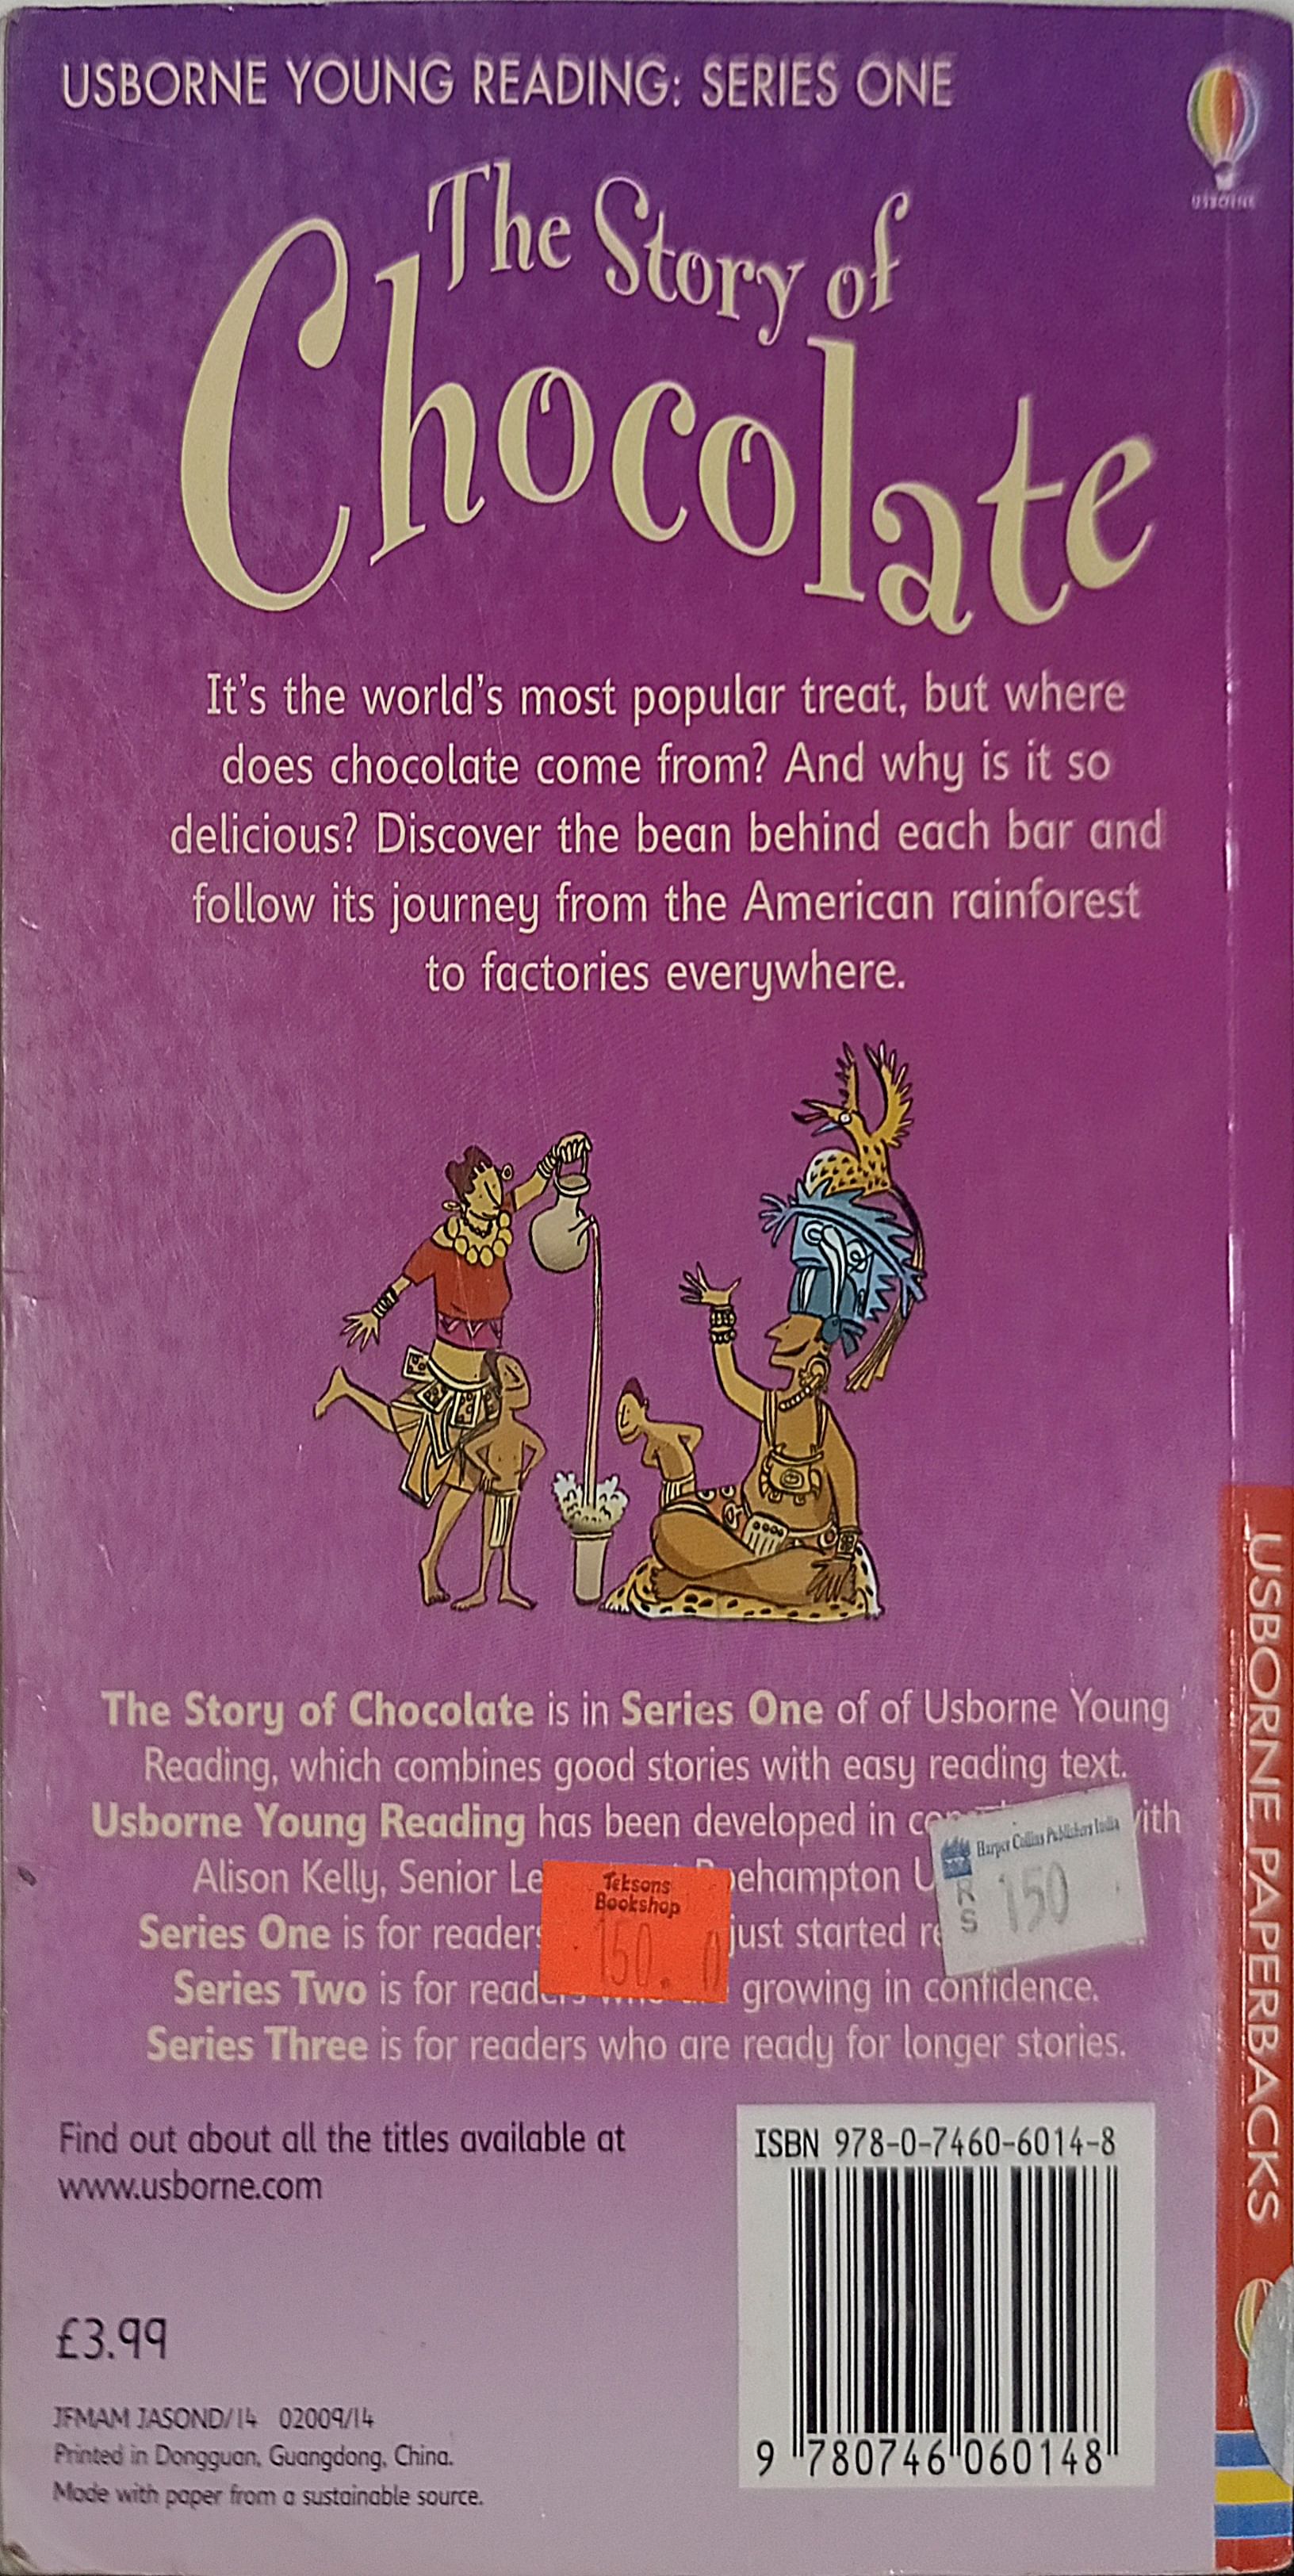 USBORNE YOUNG READING: SERIES ONE
USBORNE
The Story of
Chocolate
It's the world's most popular treat, but where
does chocolate come from? And why is it so
delicious? Discover the bean behind each bar and
follow its journey from the American rainforest
to factories everywhere.
The Story of Chocolate is in Series One of of Usborne Young
Reading, which combines good stories with easy reading text.
Usborne Young Reading has been developed in
Alison Kelly, Senior
Series One is for just started
Series Two is for growing in confidence.
Series Three is for readers who are ready for longer stories.
Harper Collins Publishers India
RS 150
Teksons
Bookshop
150.
Find out about all the titles available at
www.usborne.com
£3.99
JFMAM JASOND/14 02009/14
Printed in Dongguan, Guangdong, China.
Made with paper from a sustainable source.
ISBN 978-0-7460-6014-8
9 780746 060148
USBORNE PAPERBACKS